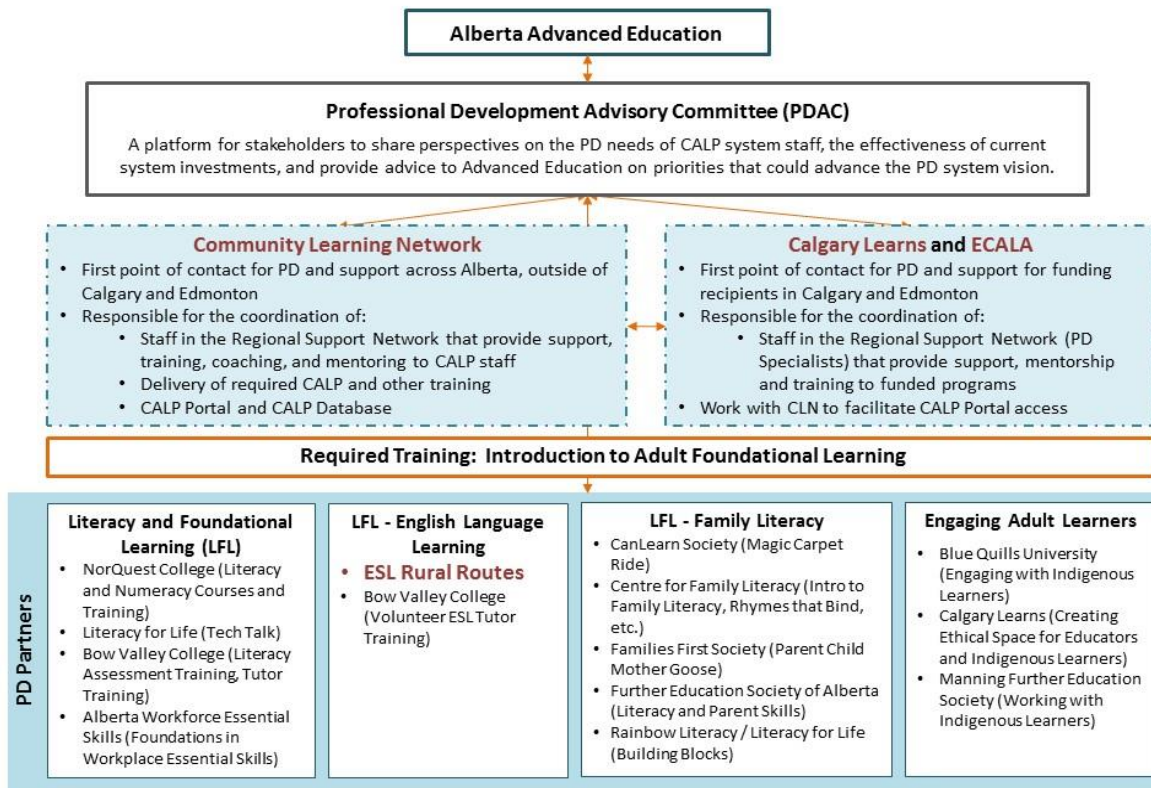 Alberta Advanced Education
Professional Development Advisory Committee (PDAC)
A platform for stakeholders to share perspectives on the PD needs of CALP system staff, the effectiveness of current
system investments, and provide advice to Advanced Education on priorities that could advance the PD system vision.
Community Learning Network
• First point of contact for PD and support across Alberta, outside of
Calgary and Edmonton
• Responsible for the coordination of:
• Staff in the Regional Support Network that provide support,
training, coaching, and mentoring to CALP staff
• Delivery of required CALP and other training
• CALP Portal and CALP Database
Calgary Learns and ECALA
• First point of contact for PD and support for funding
recipients in Calgary and Edmonton
• Responsible for the coordination of:
• Staff in the Regional Support Network (PD
Specialists) that provide support, mentorship
and training to funded programs
• Work with CLN to facilitate CALP Portal access
Required Training: Introduction to Adult Foundational Learning
PD Partners
Literacy and Foundational
Learning (LFL)
• NorQuest College (Literacy
and Numeracy Courses and
Training)
• Literacy for Life (Tech Talk)
• Bow Valley College (Literacy
Assessment Training, Tutor
Training)
• Alberta Workforce Essential
Skills (Foundations in
Workplace Essential Skills)
LFL - English Language
Learning
• ESL Rural Routes
• Bow Valley College
(Volunteer ESL Tutor
Training)
LFL - Family Literacy
• CanLearn Society (Magic Carpet
Ride)
• Centre for Family Literacy (Intro to
Family Literacy, Rhymes that Bind,
etc.)
• Families First Society (Parent Child
Mother Goose)
• Further Education Society of Alberta
(Literacy and Parent Skills)
• Rainbow Literacy / Literacy for Life
(Building Blocks)
Engaging Adult Learners
• Blue Quills University
(Engaging with Indigenous
Learners)
• Calgary Learns (Creating
Ethical Space for Educators
and Indigenous Learners)
• Manning Further Education
Society (Working with
Indigenous Learners)